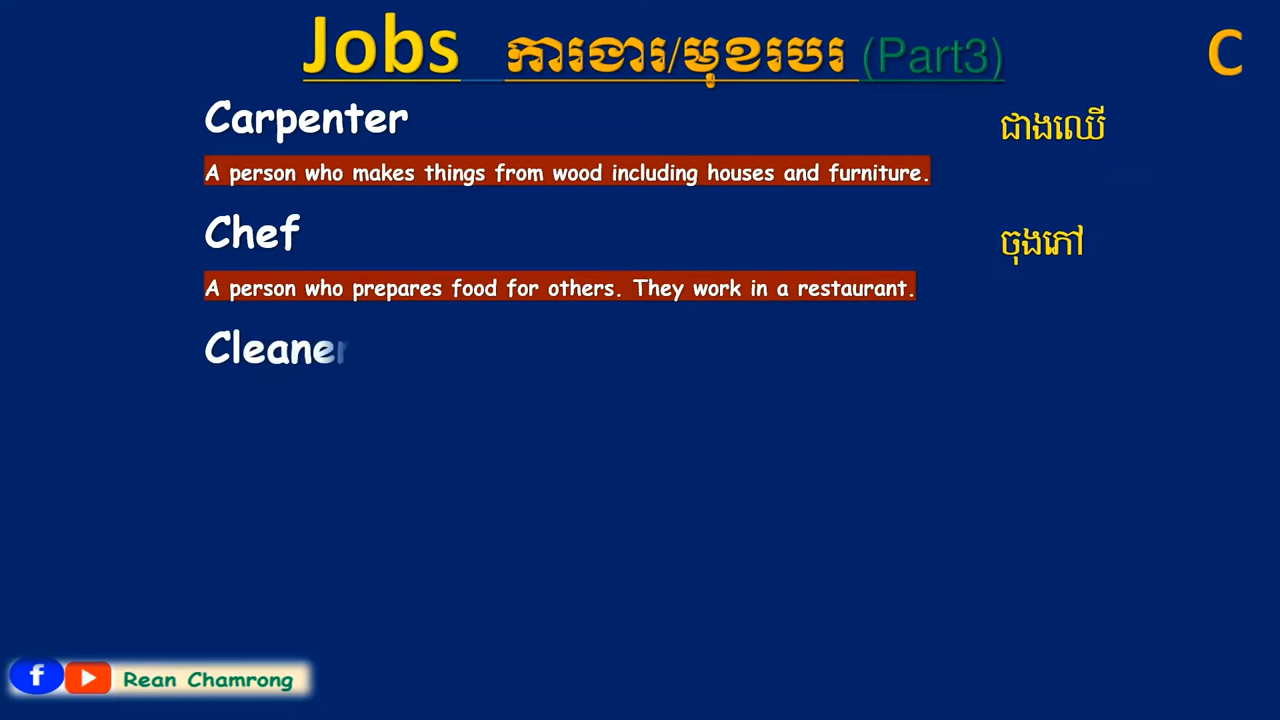 Jobs ការងារ/មុខរបរ (Part3) C
Carpenter ជាងឈើ
A person who makes things from wood including houses and furniture.
Chef ចុងភៅ
A person who prepares food for others. They work in a restaurant.
Cleaner
f Rean Chamrong